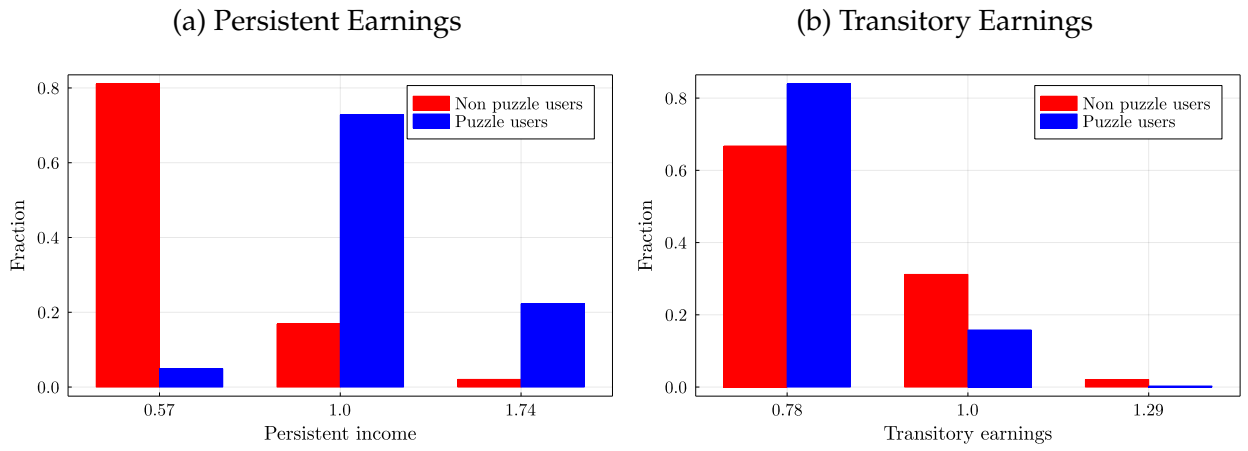 (a) Persistent Earnings
Fraction
0.8
0.6
0.4
0.2
0.0
Non puzzle users
Puzzle users
0.57 1.0 1.74
Persistent income
(b) Transitory Earnings
Fraction
0.8
0.6
0.4
0.2
0.0
Non puzzle users
Puzzle users
0.78 1.0 1.29
Transitory earnings